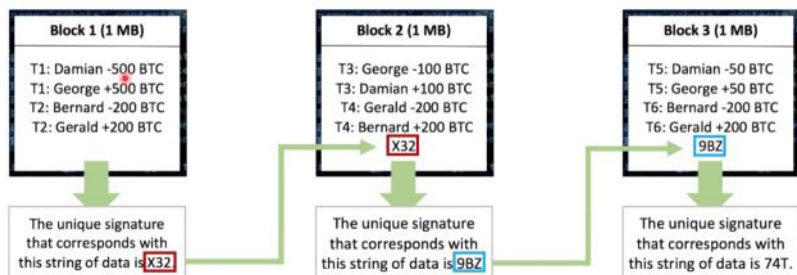 Block 1 (1 MB)
T1: Damian -500 BTC
T1: George +500 BTC
T2: Bernard -200 BTC
T2: Gerald +200 BTC
The unique signature
that corresponds with
this string of data is X32.
Block 2 (1 MB)
T3: George -100 BTC
T3: Damian +100 BTC
T4: Gerald -200 BTC
T4: Bernard +200 BTC
X32
The unique signature
that corresponds with
this string of data is 9BZ
Block 3 (1 MB)
T5: Damian -50 BTC
T5: George +50 BTC
T6: Bernard -200 BTC
T6: Gerald +200 BTC
9BZ
The unique signature
that corresponds with
this string of data is 74T.